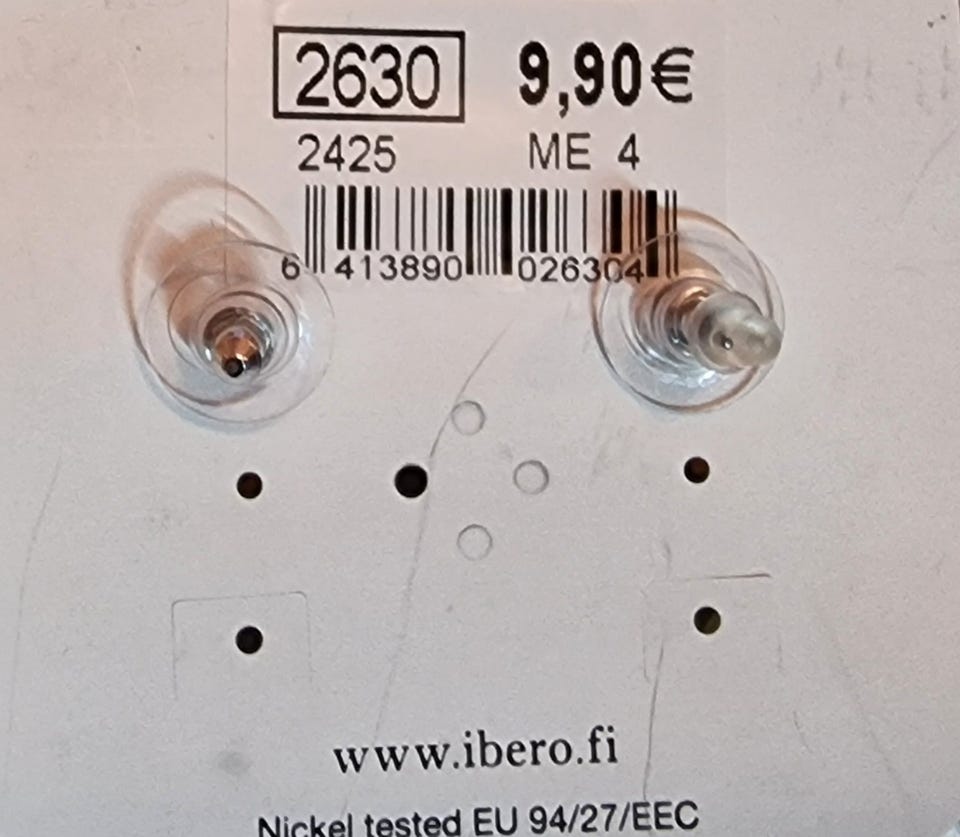 2630 9,90€
2425 ME 4
6 413890 026304
www.ibero.fi
Nickel tested EU 94/27/EEC